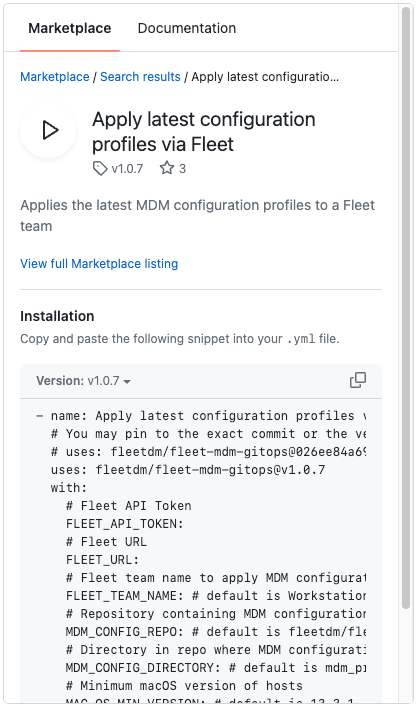 Marketplace Documentation
Marketplace / Search results / Apply latest configuratio...
Apply latest configuration
profiles via Fleet
v1.0.7 3
Applies the latest MDM configuration profiles to a Fleet
team
View full Marketplace listing
Installation
Copy and paste the following snippet into your .yml file.
Version: v1.0.7
- name: Apply latest configuration profiles v
# You may pin to the exact commit or the ve
# uses: fleetdm/fleet-mdm-gitops@026ee84a69
uses: fleetdm/fleet-mdm-gitops@v1.0.7
with:
# Fleet API Token
FLEET_API_TOKEN:
# Fleet URL
FLEET_URL:
# Fleet team name to apply MDM configurat
FLEET_TEAM_NAME: # default is Workstation
# Repository containing MDM configuration
MDM_CONFIG_REPO: # default is fleetdm/fle
# Directory in repo where MDM configurati
MDM_CONFIG_DIRECTORY: # default is mdm_pr
# Minimum macOS version of hosts
MAC_OS_MIN_VERSION: # default is 13.3.1